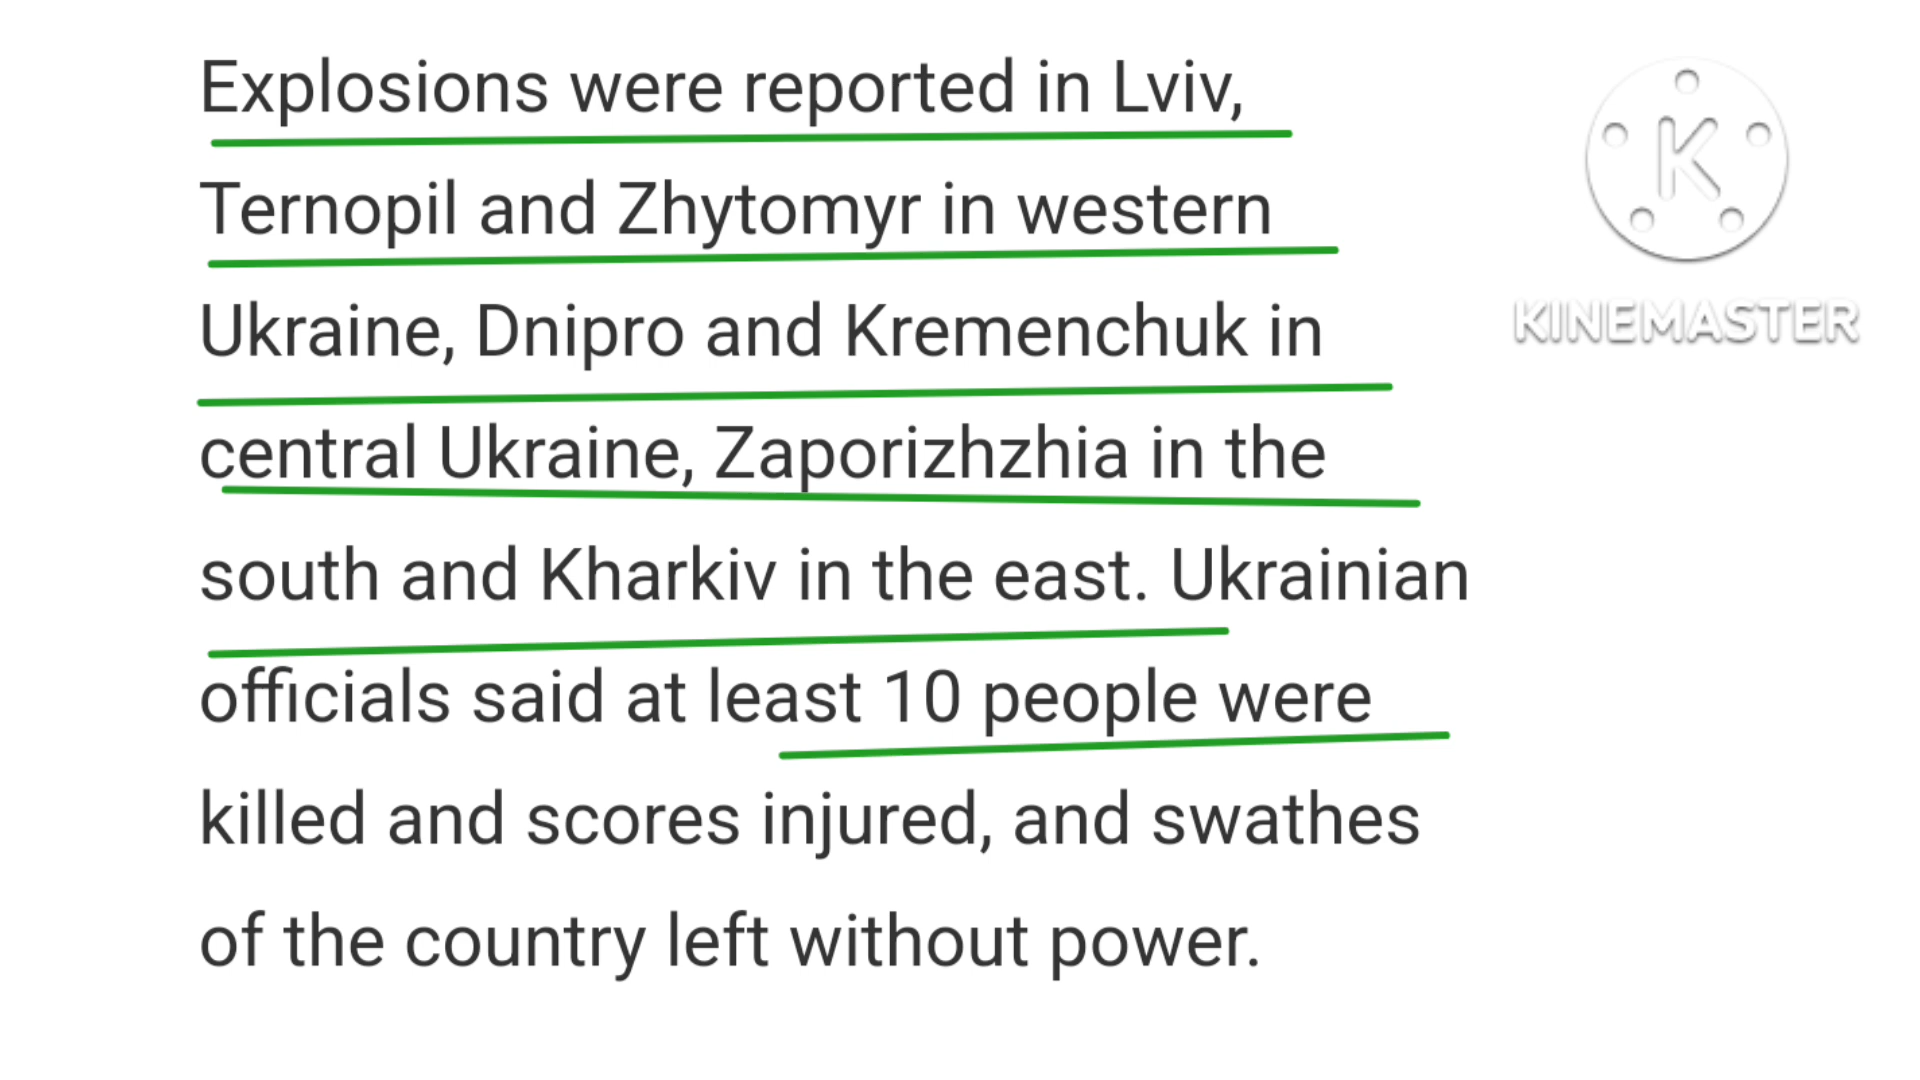 Explosions were reported in Lviv,
Ternopil and Zhytomyr in western
Ukraine, Dnipro and Kremenchuk in
central Ukraine, Zaporizhzhia in the
south and Kharkiv in the east. Ukrainian
officials said at least 10 people were
killed and scores injured, and swathes
of the country left without power.
K
KINEMASTER